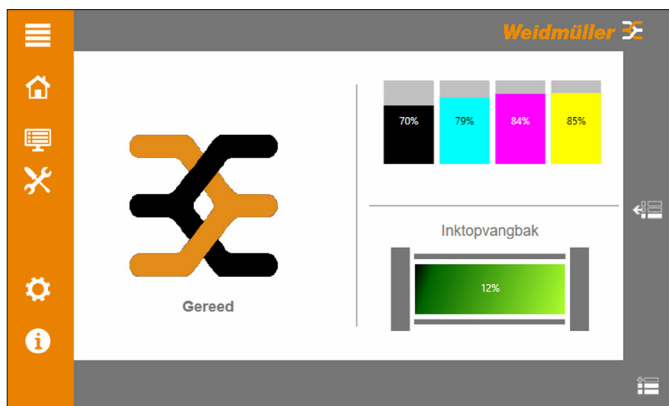 Weidmüller
70% 79% 84% 85%
Inktopvangbak
12%
Gereed